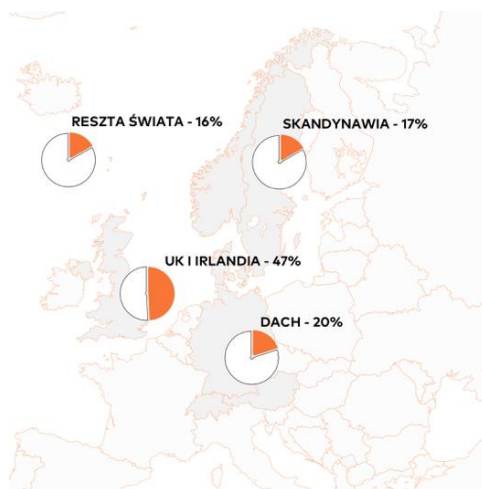 RESZTA ŚWIATA - 16%
SKANDYNAWIA - 17%
UK I IRLANDIA - 47%
DACH - 20%